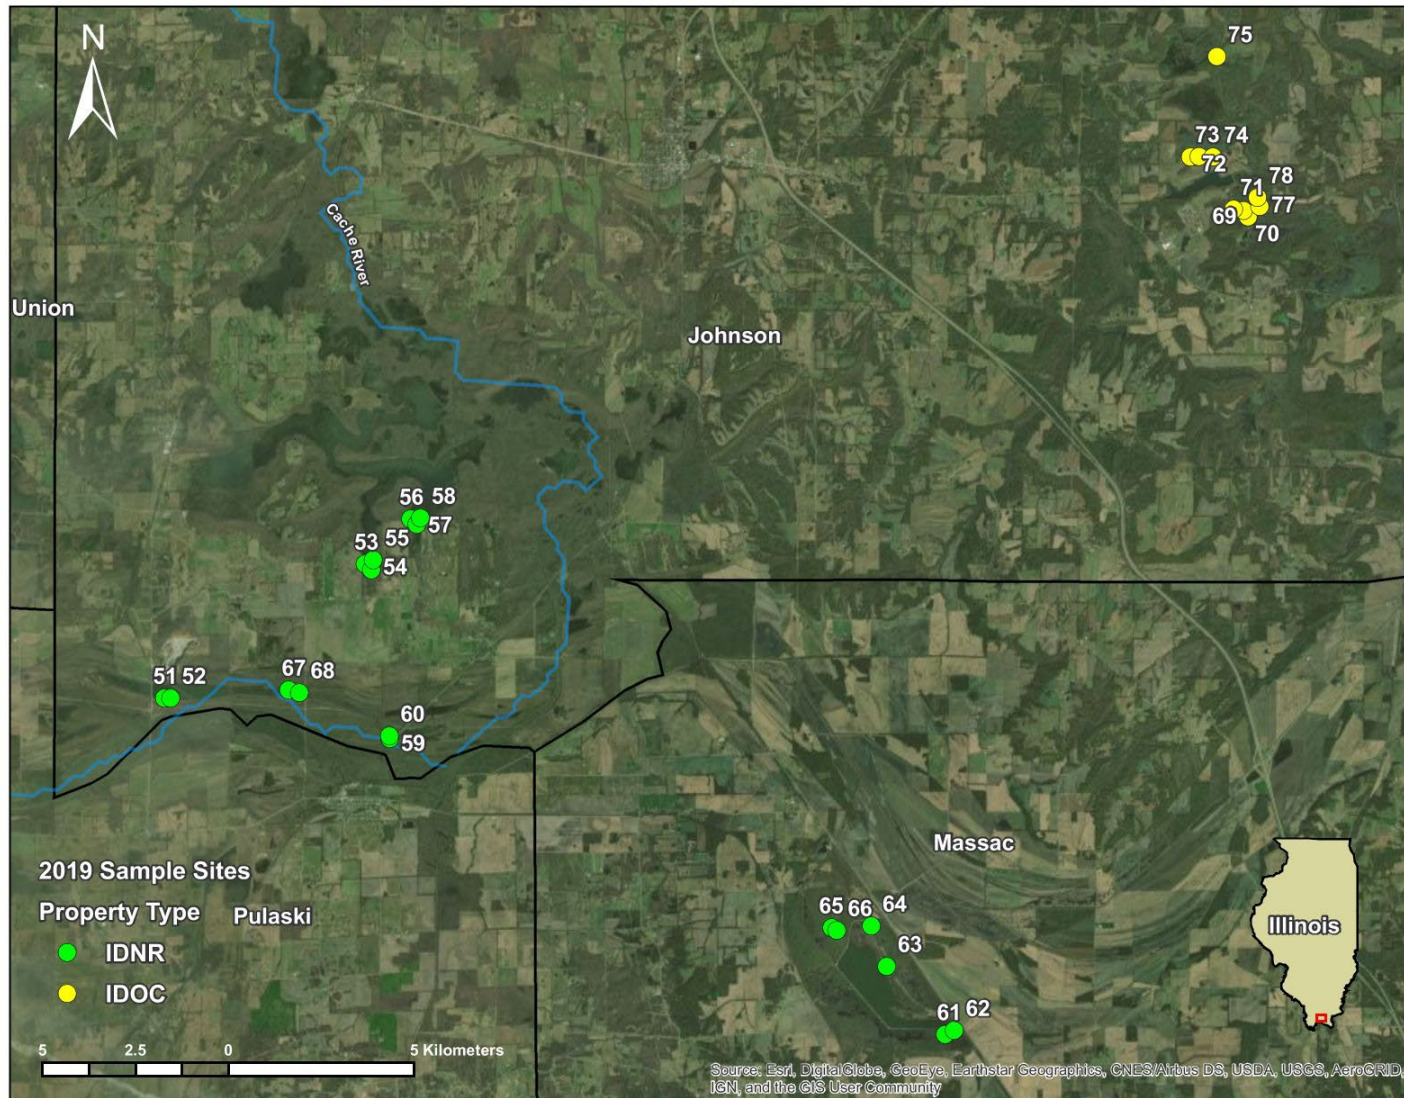 N
75
73 74
72
78
71
77
69
70
Cache River
Union
Johnson
56 58
57
55
53
54
51 52
67 68
60
59
Massac
2019 Sample Sites
Property Type
Pulaski
IDNR
IDOC
65 66 64
63
61 62
Illinois
5 2.5 0 5 Kilometers
Source: Esri, DigitalGlobe, GeoEye, Earthstar Geographics, CNES/Airbus DS, USDA, USGS, AeroGRID,
IGN, and the GIS User Community